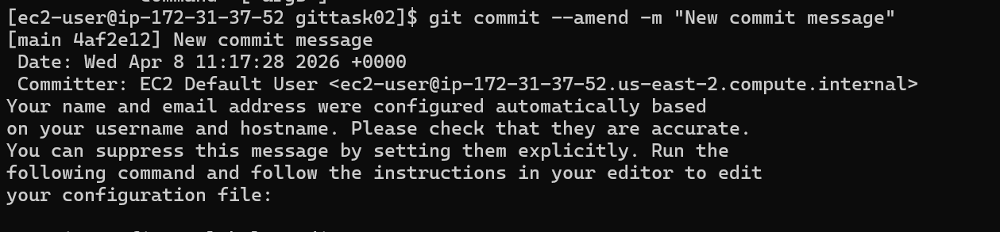 [ec2-user@ip-172-31-37-52 gittask02]$ git commit --amend -m "New commit message"
[main 4af2e12] New commit message
 Date: Wed Apr 8 11:17:28 2026 +0000
 Committer: EC2 Default User <ec2-user@ip-172-31-37-52.us-east-2.compute.internal>
Your name and email address were configured automatically based
on your username and hostname. Please check that they are accurate.
You can suppress this message by setting them explicitly. Run the
following command and follow the instructions in your editor to edit
your configuration file: